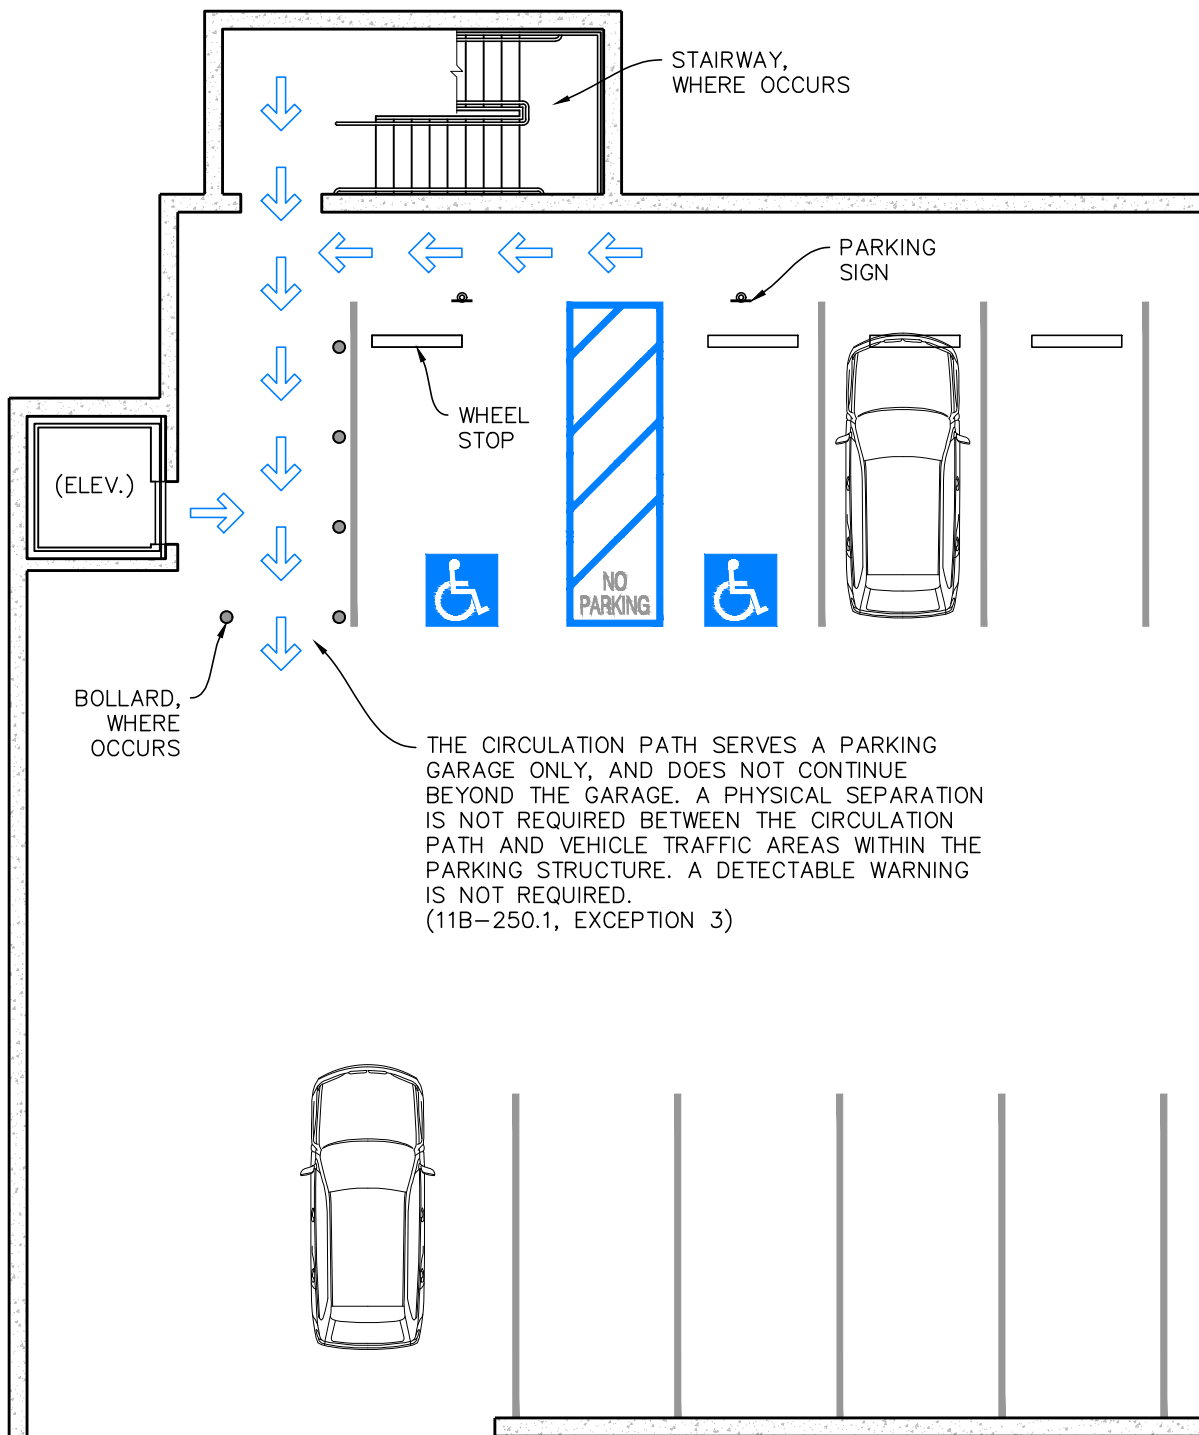 STAIRWAY,
WHERE OCCURS
PARKING
SIGN
WHEEL
STOP
(ELEV.)
NO
PARKING
BOLLARD,
WHERE
OCCURS
THE CIRCULATION PATH SERVES A PARKING
GARAGE ONLY, AND DOES NOT CONTINUE
BEYOND THE GARAGE. A PHYSICAL SEPARATION
IS NOT REQUIRED BETWEEN THE CIRCULATION
PATH AND VEHICLE TRAFFIC AREAS WITHIN THE
PARKING STRUCTURE. A DETECTABLE WARNING
IS NOT REQUIRED.
(11B-250.1, EXCEPTION 3)